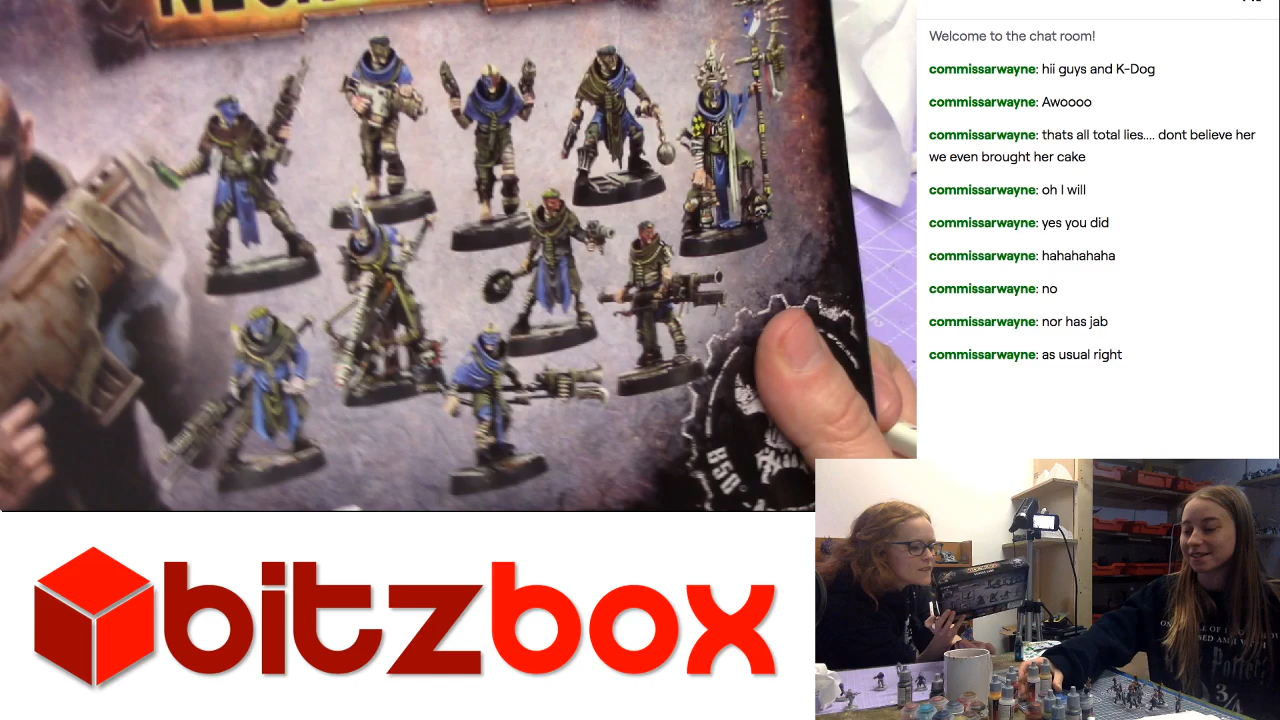 Welcome to the chat room!
commissarwayne: hii guys and K-Dog
commissarwayne: Awoooo
commissarwayne: thats all total lies.... dont believe her
we even brought her cake
commissarwayne: oh I will
commissarwayne: yes you did
commissarwayne: hahahahaha
commissarwayne: no
commissarwayne: nor has jab
commissarwayne: as usual right
bitzbox